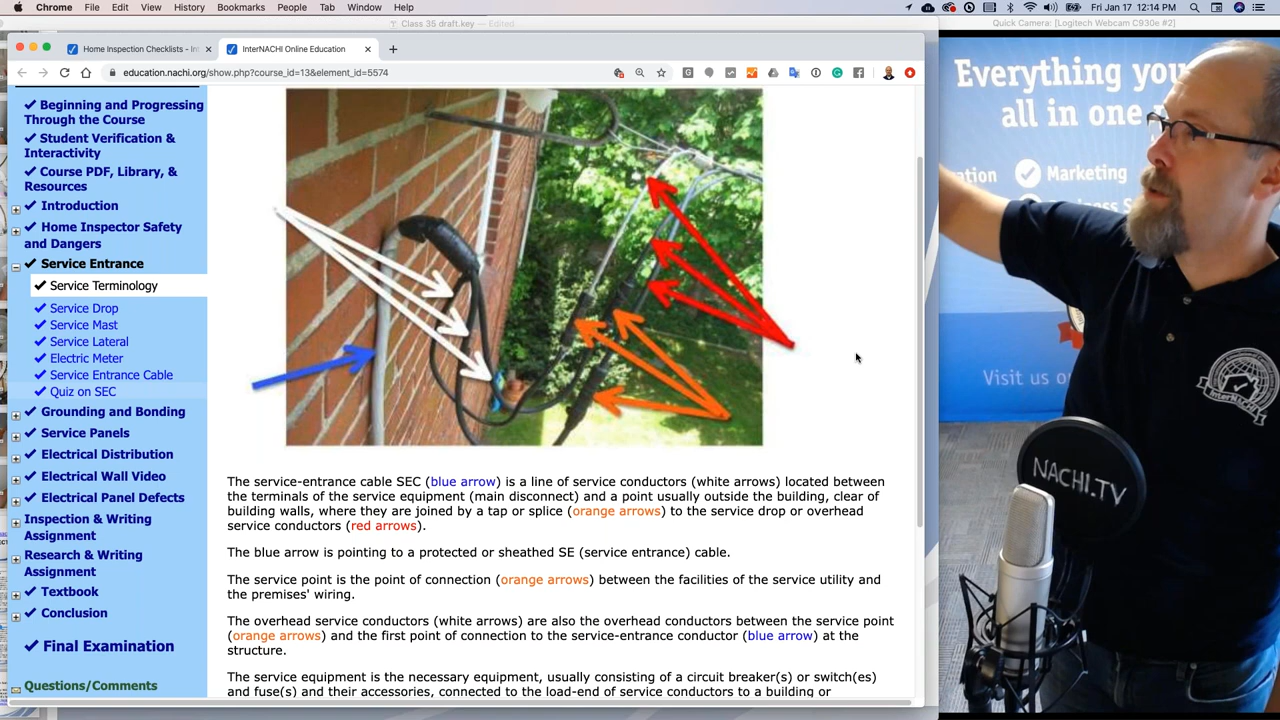 Chrome File Edit View History Bookmarks People Tab Window Help
Fri Jan 17 12:14 PM
Class 35 draft.key — Edited
Quick Camera: [Logitech Webcam C930e #2]
Home Inspection Checklists - In
InterNACHI Online Education
education.nachi.org/show.php?course_id=13&element_id=5574
Beginning and Progressing
Through the Course
Student Verification &
Interactivity
Course PDF, Library, &
Resources
Introduction
Home Inspector Safety
and Dangers
Service Entrance
Service Terminology
Service Drop
Service Mast
Service Lateral
Electric Meter
Service Entrance Cable
Quiz on SEC
Grounding and Bonding
Service Panels
Electrical Distribution
Electrical Wall Video
Electrical Panel Defects
Inspection & Writing
Assignment
Research & Writing
Assignment
Textbook
Conclusion
Final Examination
Questions/Comments
The service-entrance cable SEC (blue arrow) is a line of service conductors (white arrows) located between
the terminals of the service equipment (main disconnect) and a point usually outside the building, clear of
building walls, where they are joined by a tap or splice (orange arrows) to the service drop or overhead
service conductors (red arrows).
The blue arrow is pointing to a protected or sheathed SE (service entrance) cable.
The service point is the point of connection (orange arrows) between the facilities of the service utility and
the premises' wiring.
The overhead service conductors (white arrows) are also the overhead conductors between the service point
(orange arrows) and the first point of connection to the service-entrance conductor (blue arrow) at the
structure.
The service equipment is the necessary equipment, usually consisting of a circuit breaker(s) or switch(es)
and fuse(s) and their accessories, connected to the load-end of service conductors to a building or
Everything you
all in one
Marketing
Visit us
InterNACHI
NACHI.TV